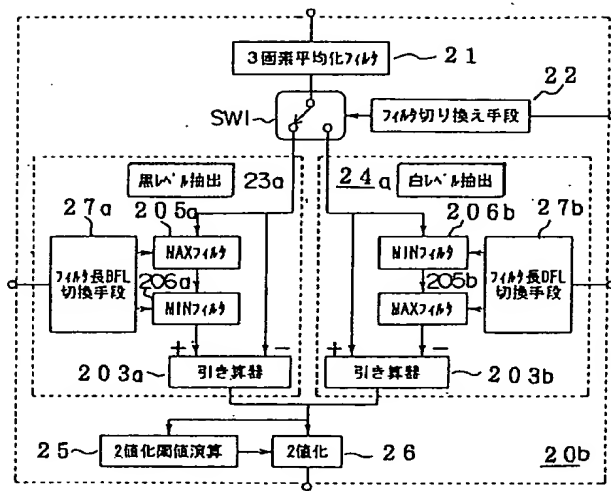 3画素平均化フィルタ
21
22
SW1
フィルタ切り換え手段
黒レベル抽出
23a
24a
白レベル抽出
27a
205a
206b
27b
MAXフィルタ
MINフィルタ
フィルタ長BFL
切換手段
206a
205b
フィルタ長DFL
切換手段
MINフィルタ
MAXフィルタ
+
−
+
−
203a
引き算器
引き算器
203b
25
2値化閾値演算
2値化
26
20b